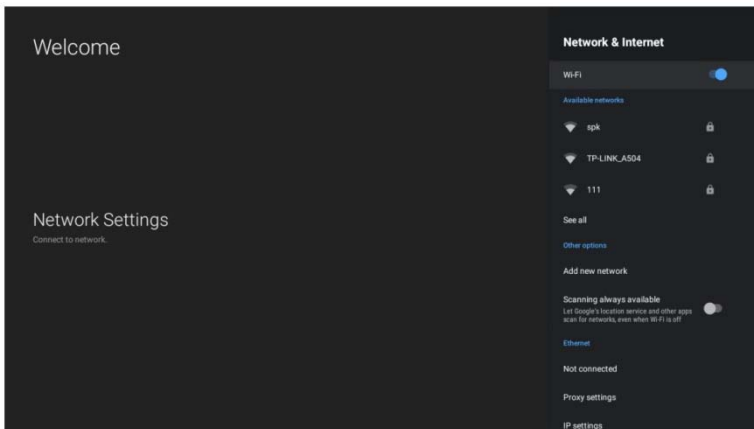 Welcome
Network Settings
Connect to network.
Network & Internet
Wi-Fi
Available networks
spk
TP-LINK_A504
111
See all
Other options
Add new network
Scanning always available
Let Google's location service and other apps
scan for networks, even when Wi-Fi is off
Ethernet
Not connected
Proxy settings
IP settings